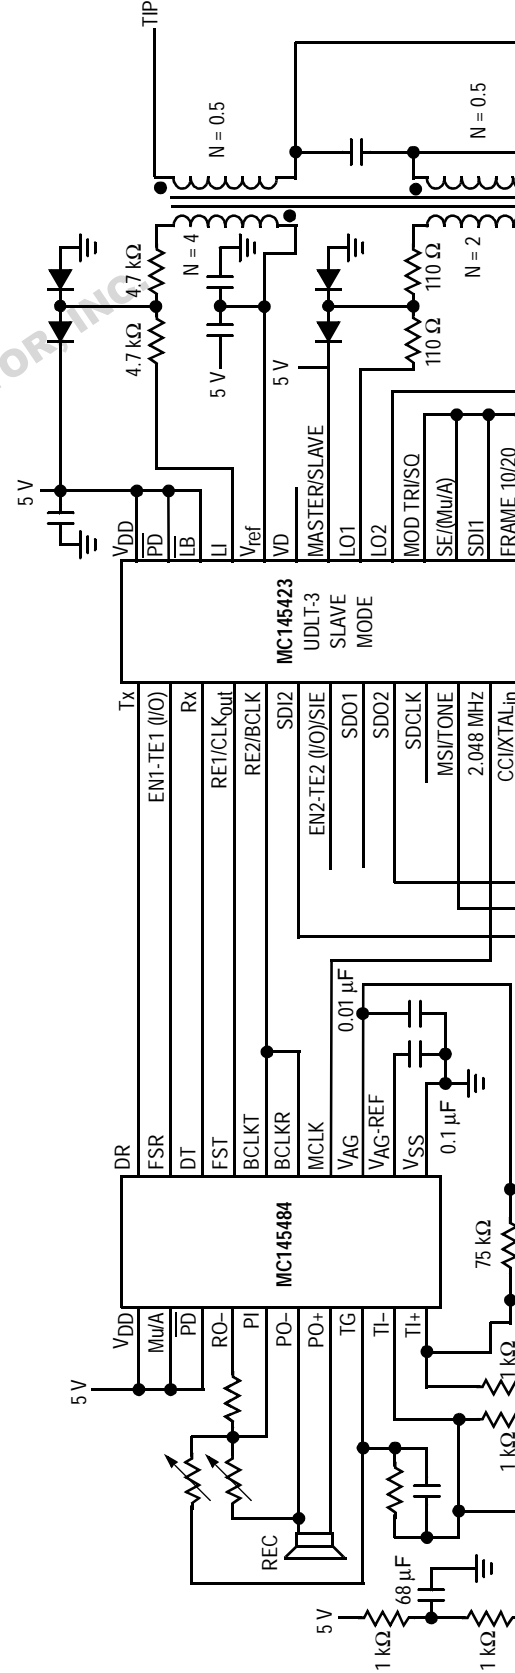 TIP
N = 0.5
N = 0.5
4.7 kΩ
4.7 kΩ
N = 4
5 V
5 V
110 Ω
110 Ω
N = 2
TOR, INC.
5 V
VDD
PD
LB
LI
Vref
VD
MASTER/SLAVE
LO1
LO2
MOD TRI/SQ
SE/(Mu/A)
SDI1
FRAME 10/20
MC145423
UDLT-3
SLAVE
MODE
Tx
EN1-TE1 (I/O)
Rx
RE1/CLKout
RE2/BCLK
SDI2
EN2-TE2 (I/O)/SIE
SDO1
SDO2
SDCLK
MSI/TONE
2.048 MHz
CCI/XTALin
0.01 µF
0.1 µF
DR
FSR
DT
FST
BCLKT
BCLKR
MCLK
VAG
VAG-REF
VSS
MC145484
75 kΩ
VDD
Mu/A
PD
RO–
PI
PO–
PO+
TG
TI–
TI+
5 V
1 kΩ
1 kΩ
REC
5 V
68 µF
1 kΩ
1 kΩ